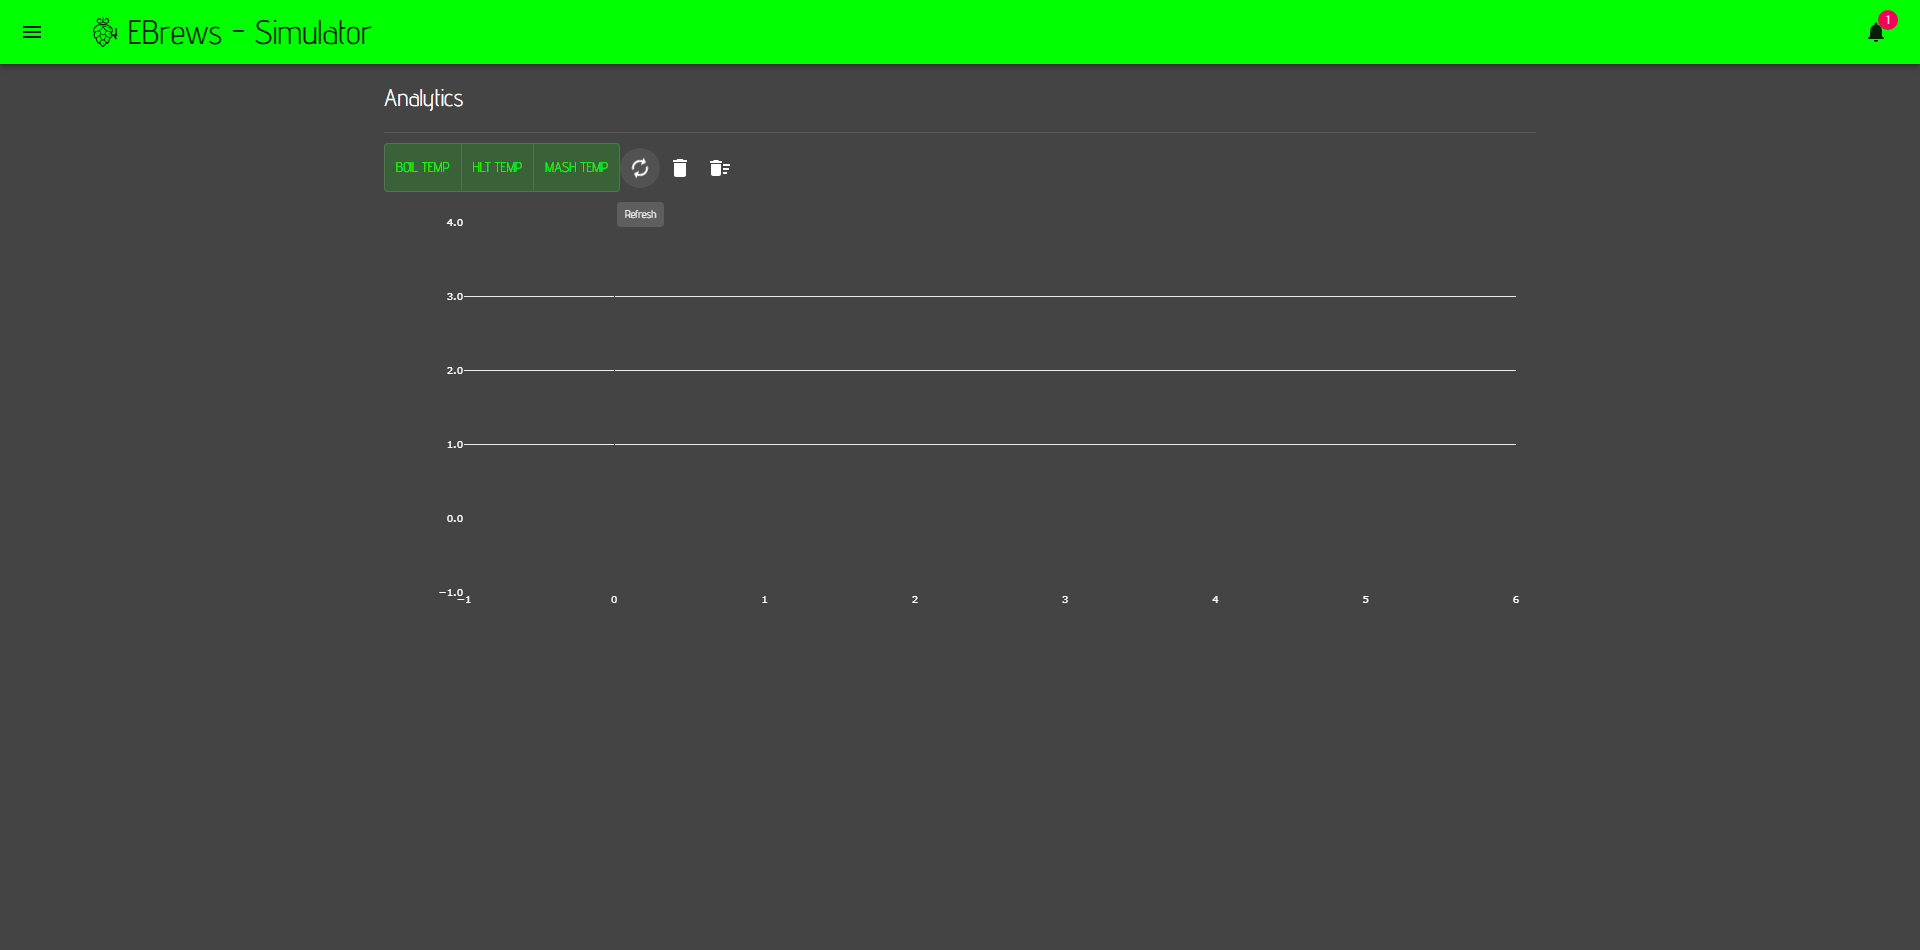 EBrews - Simulator
1
Analytics
BOIL TEMP
HLT TEMP
MASH TEMP
Refresh
4.0
3.0
2.0
1.0
0.0
−1.0
−1
0
1
2
3
4
5
6